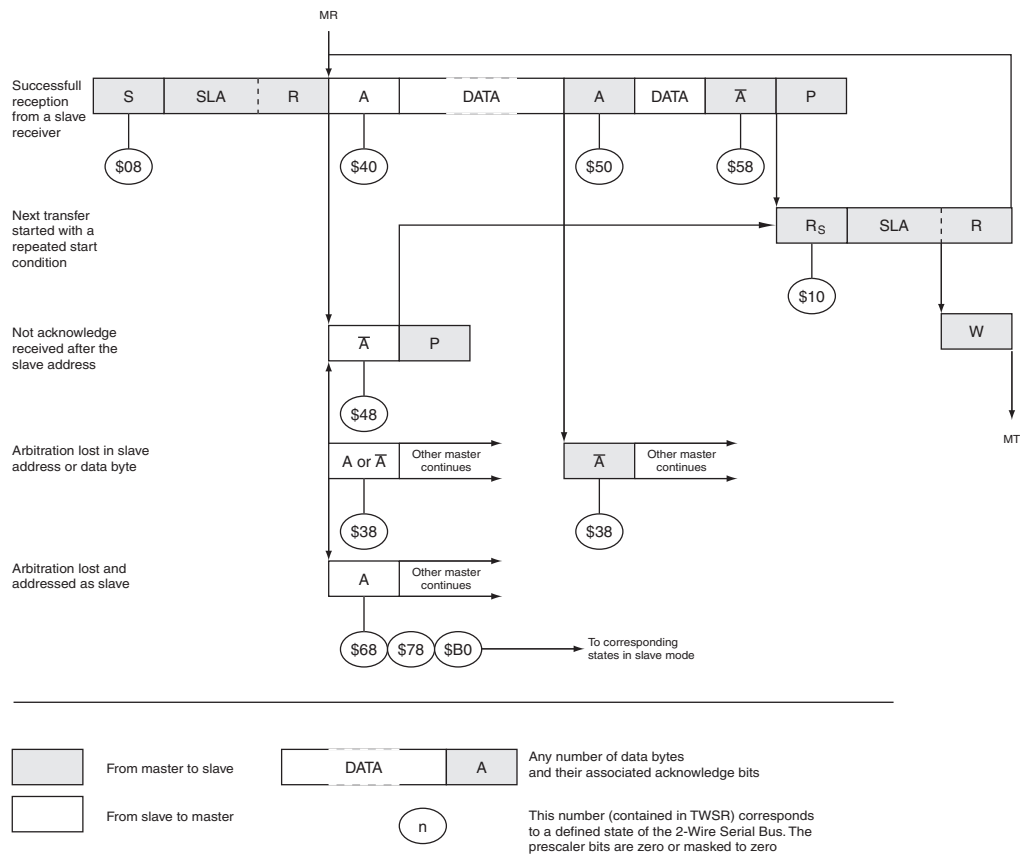 MR
Successfull
reception
from a slave
receiver
S SLA R A DATA A DATA A̅ P
$08 $40 $50 $58
Next transfer
started with a
repeated start
condition
RS SLA R
$10
Not acknowledge
received after the
slave address
A̅ P
W
$48
MT
Arbitration lost in slave
address or data byte
A or A̅ Other master
continues
A̅ Other master
continues
$38 $38
Arbitration lost and
addressed as slave
A Other master
continues
$68 $78 $B0
To corresponding
states in slave mode
From master to slave
DATA A
Any number of data bytes
and their associated acknowledge bits
From slave to master
n
This number (contained in TWSR) corresponds
to a defined state of the 2-Wire Serial Bus. The
prescaler bits are zero or masked to zero